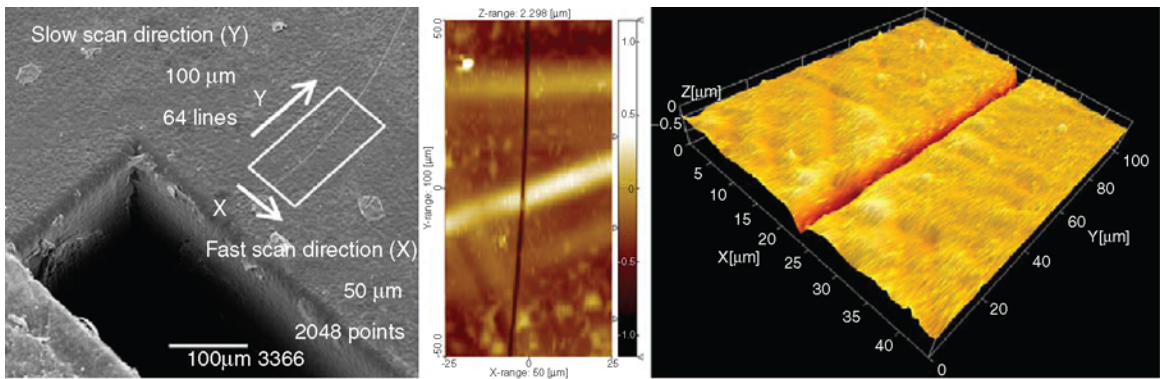 Slow scan direction (Y)
100 μm
64 lines
Y
X
Fast scan direction (X)
50 μm
2048 points
100μm 3366
Z-range: 2.298 [μm]
Y-range: 100 [μm]
50.0
0
-50.0
-25
0
25
X-range: 50 [μm]
1.0
0.5
0
-0.5
-1.0
Z[μm]
0
−0.5
0
5
10
15
20
25
30
35
40
X[μm]
0
20
40
60
80
100
Y[μm]